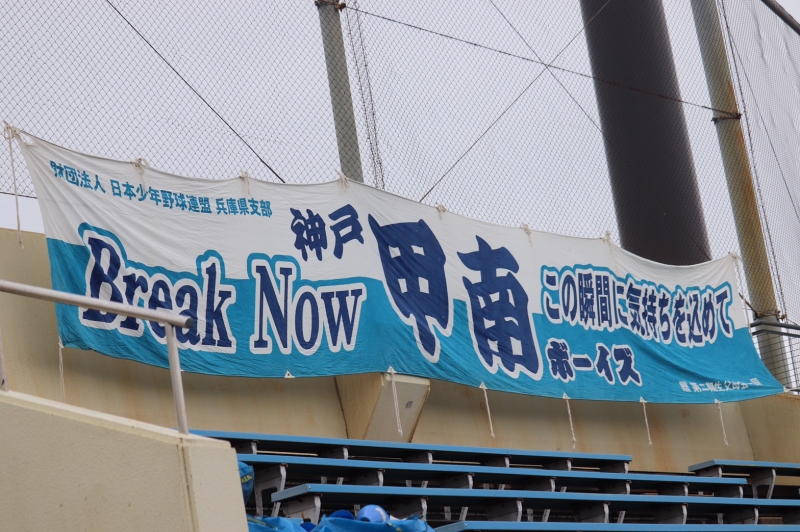 財団法人 日本少年野球連盟 兵庫県支部
Break Now
神戸 甲南 ボーイズ
この瞬間に気持ちを込めて